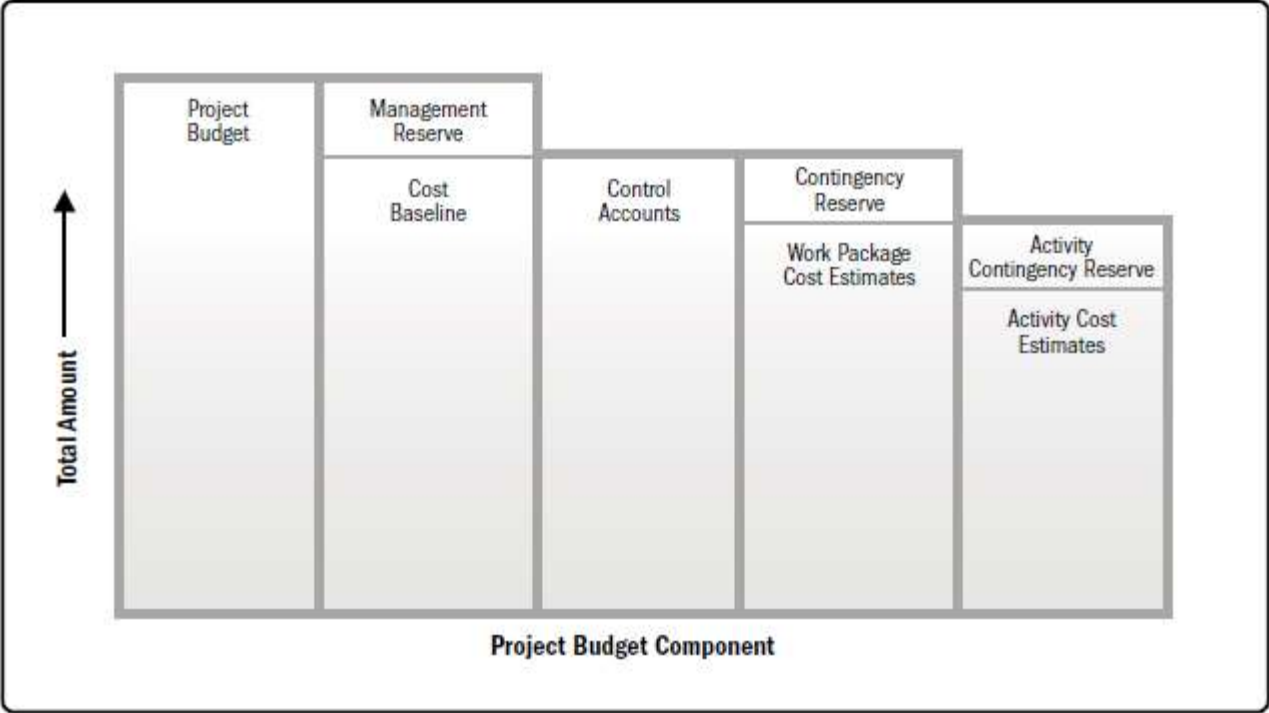 Project
Budget
Management
Reserve
Cost
Baseline
Control
Accounts
Contingency
Reserve
Work Package
Cost Estimates
Activity
Contingency Reserve
Activity Cost
Estimates
Total Amount
Project Budget Component